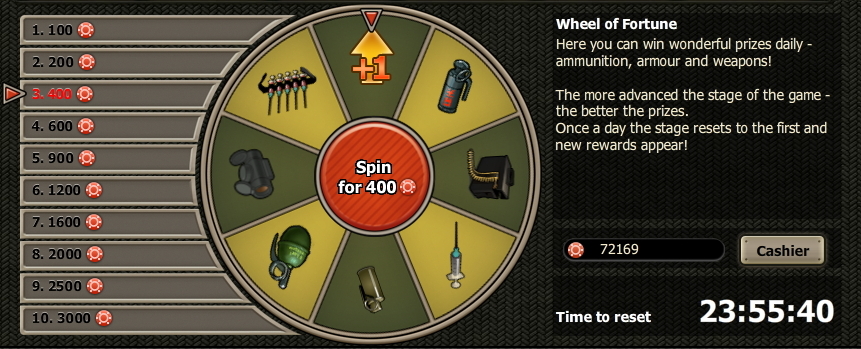 1. 100
2. 200
3. 400
4. 600
5. 900
6. 1200
7. 1600
8. 2000
9. 2500
10. 3000
+1
Spin
for 400
Wheel of Fortune
Here you can win wonderful prizes daily -
ammunition, armour and weapons!
The more advanced the stage of the game -
the better the prizes.
Once a day the stage resets to the first and
new rewards appear!
72169
Cashier
Time to reset
23:55:40